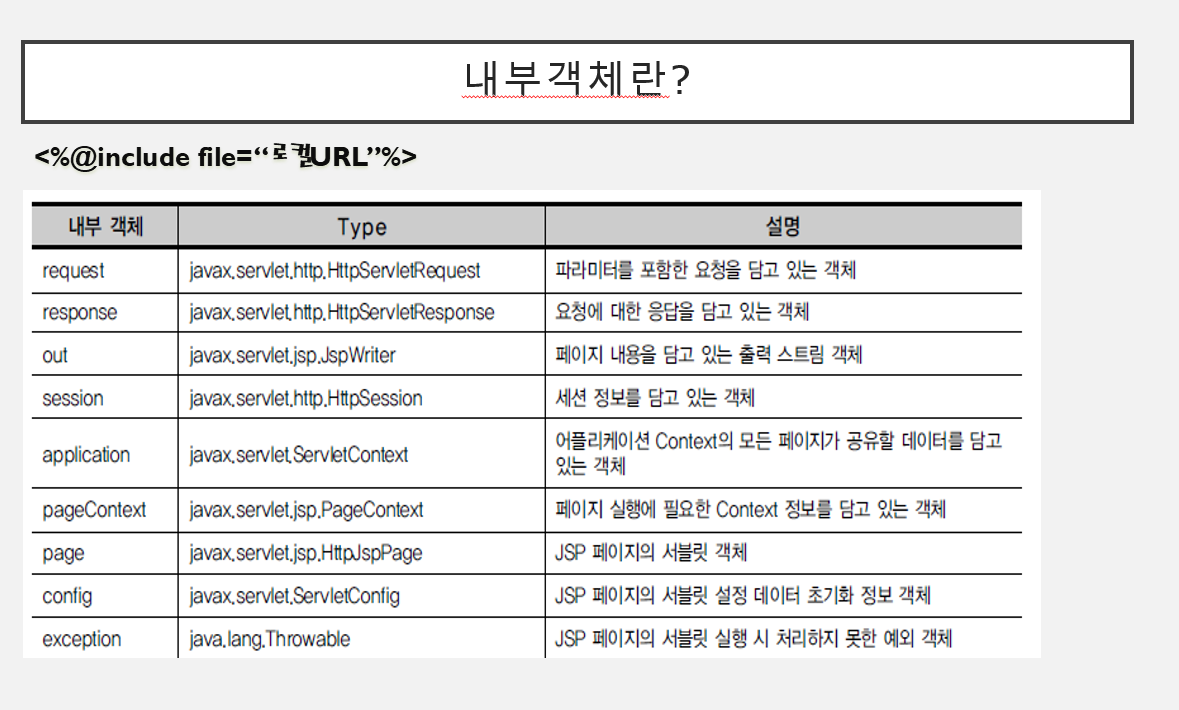 내부객체란?
<%@include file=“로컬URL”%>
내부 객체 Type 설명
request javax.servlet.http.HttpServletRequest 파라미터를 포함한 요청을 담고 있는 객체
response javax.servlet.http.HttpServletResponse 요청에 대한 응답을 담고 있는 객체
out javax.servlet.jsp.JspWriter 페이지 내용을 담고 있는 출력 스트림 객체
session javax.servlet.http.HttpSession 세션 정보를 담고 있는 객체
application javax.servlet.ServletContext 어플리케이션 Context의 모든 페이지가 공유할 데이터를 담고
있는 객체
pageContext javax.servlet.jsp.PageContext 페이지 실행에 필요한 Context 정보를 담고 있는 객체
page javax.servlet.jsp.HttpJspPage JSP 페이지의 서블릿 객체
config javax.servlet.ServletConfig JSP 페이지의 서블릿 설정 데이터 초기화 정보 객체
exception java.lang.Throwable JSP 페이지의 서블릿 실행 시 처리하지 못한 예외 객체